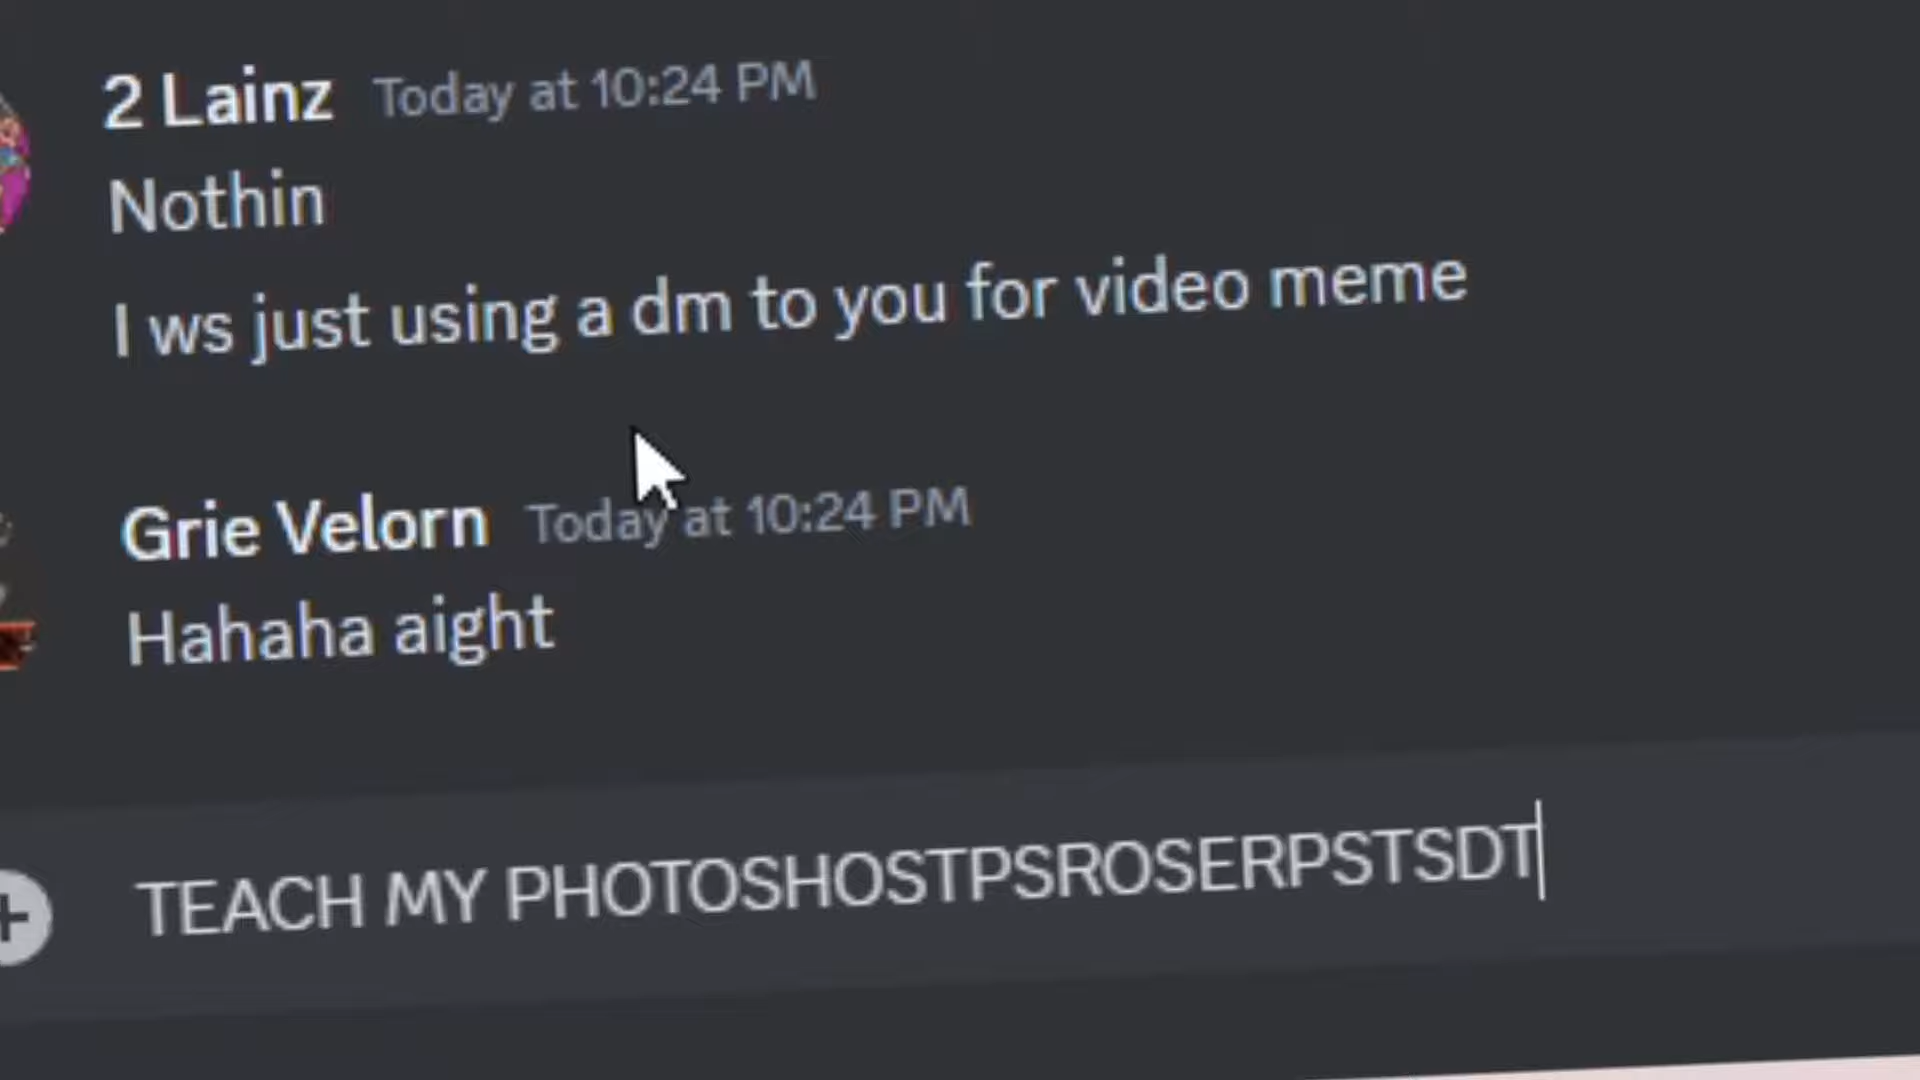 2 Lainz Today at 10:24 PM
Nothin
I ws just using a dm to you for video meme
Grie Velorn Today at 10:24 PM
Hahaha aight
TEACH MY PHOTOSHOSTPSROSERPSTSDT